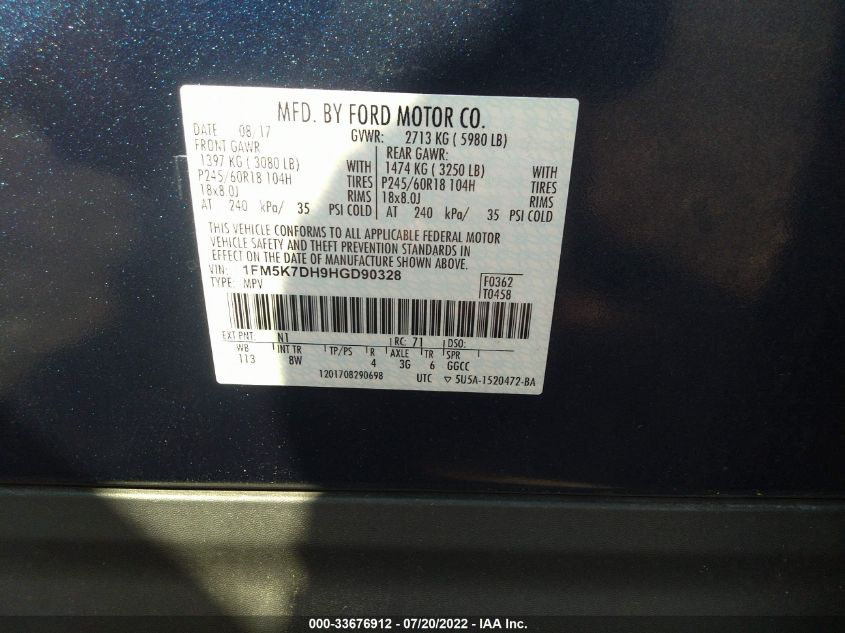 MFD. BY FORD MOTOR CO.
DATE 08/17 GVWR: 2713 KG ( 5980 LB)
FRONT GAWR REAR GAWR:
1397 KG ( 3080 LB) WITH 1474 KG ( 3250 LB) WITH
P245/60R18 104H TIRES P245/60R18 104H TIRES
18x8.0J RIMS 18x8.0J RIMS
AT 240 kPa/ 35 PSI COLD AT 240 kPa/ 35 PSI COLD
THIS VEHICLE CONFORMS TO ALL APPLICABLE FEDERAL MOTOR
VEHICLE SAFETY AND THEFT PREVENTION STANDARDS IN
EFFECT ON THE DATE OF MANUFACTURE SHOWN ABOVE.
VIN: 1FM5K7DH9HGD90328 F0362
TYPE: MPV T0458
EXT PNT: N1 RC: 71 DSO:
WB INT TR TP/PS R AXLE TR SPR
113 8W 4 3G 6 GGCC
1201708290698 UTC ▽ 5U5A-1520472-BA
000-33676912 - 07/20/2022 - IAA Inc.